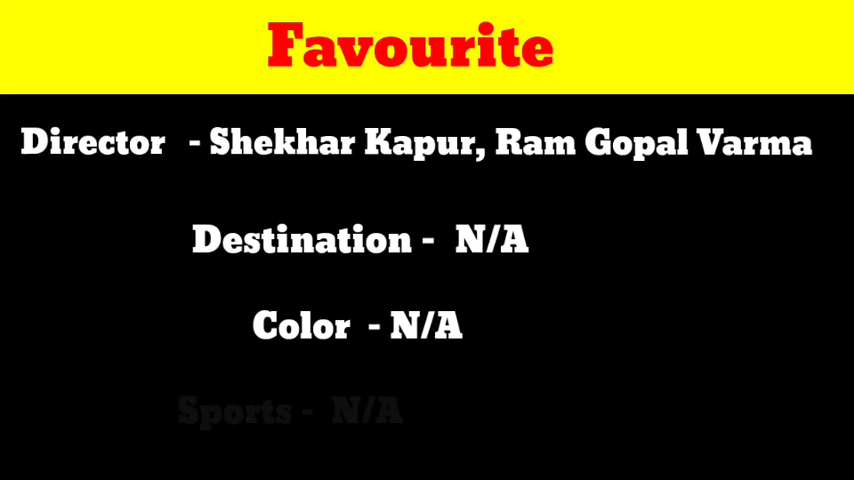 Favourite
Director - Shekhar Kapur, Ram Gopal Varma
Destination - N/A
Color - N/A
Sports - N/A